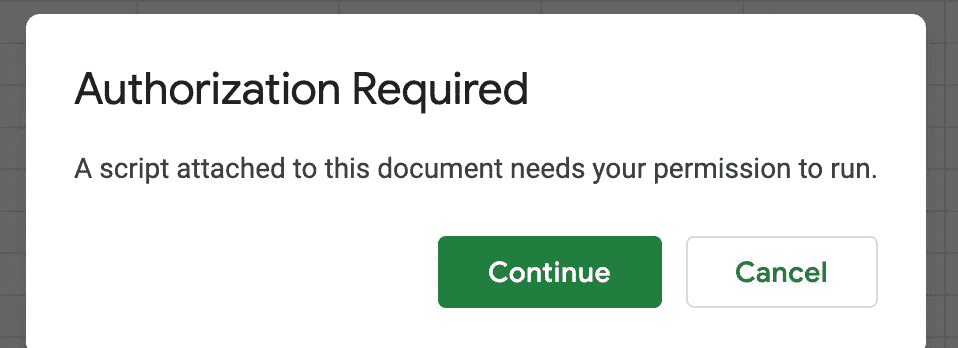 Authorization Required
A script attached to this document needs your permission to run.
Continue
Cancel